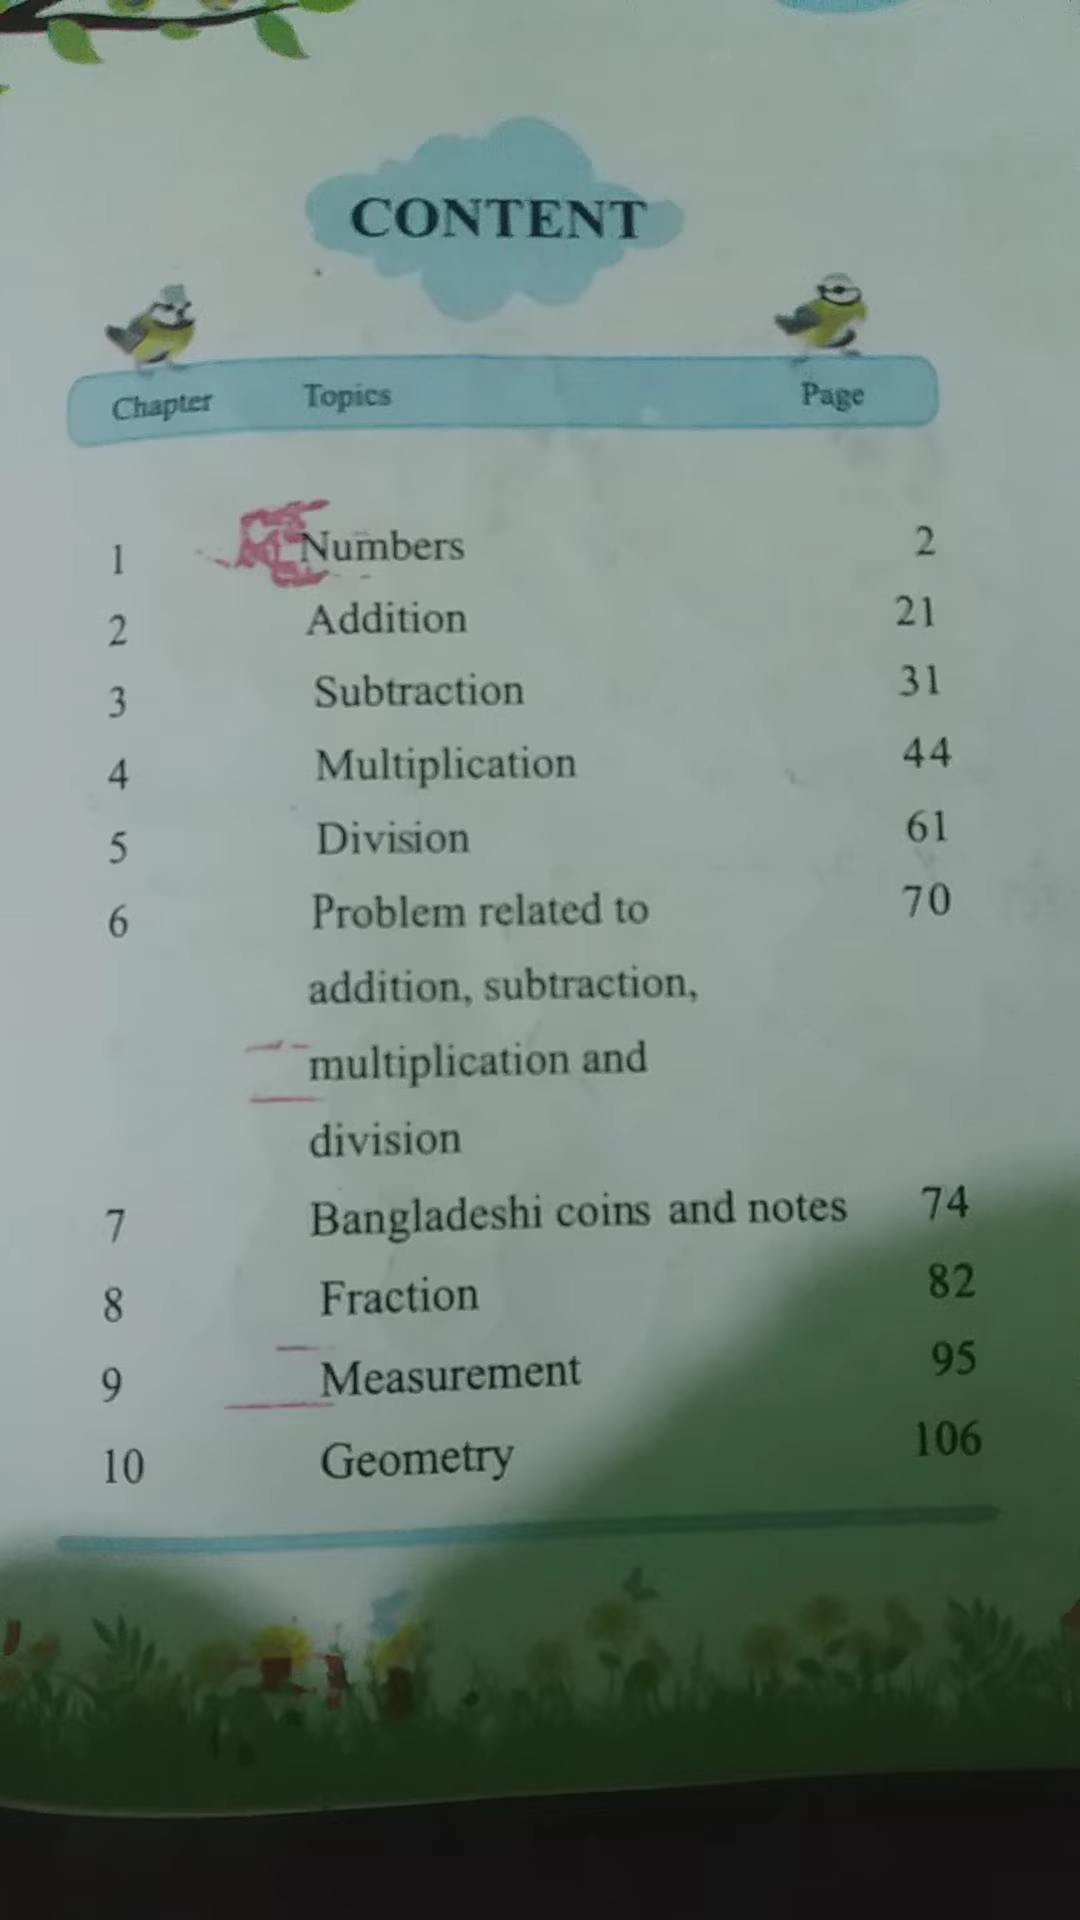 CONTENT
Chapter Topics Page
1 Numbers 2
2 Addition 21
3 Subtraction 31
4 Multiplication 44
5 Division 61
6 Problem related to 70
addition, subtraction,
multiplication and
division
7 Bangladeshi coins and notes 74
8 Fraction 82
9 Measurement 95
10 Geometry 106